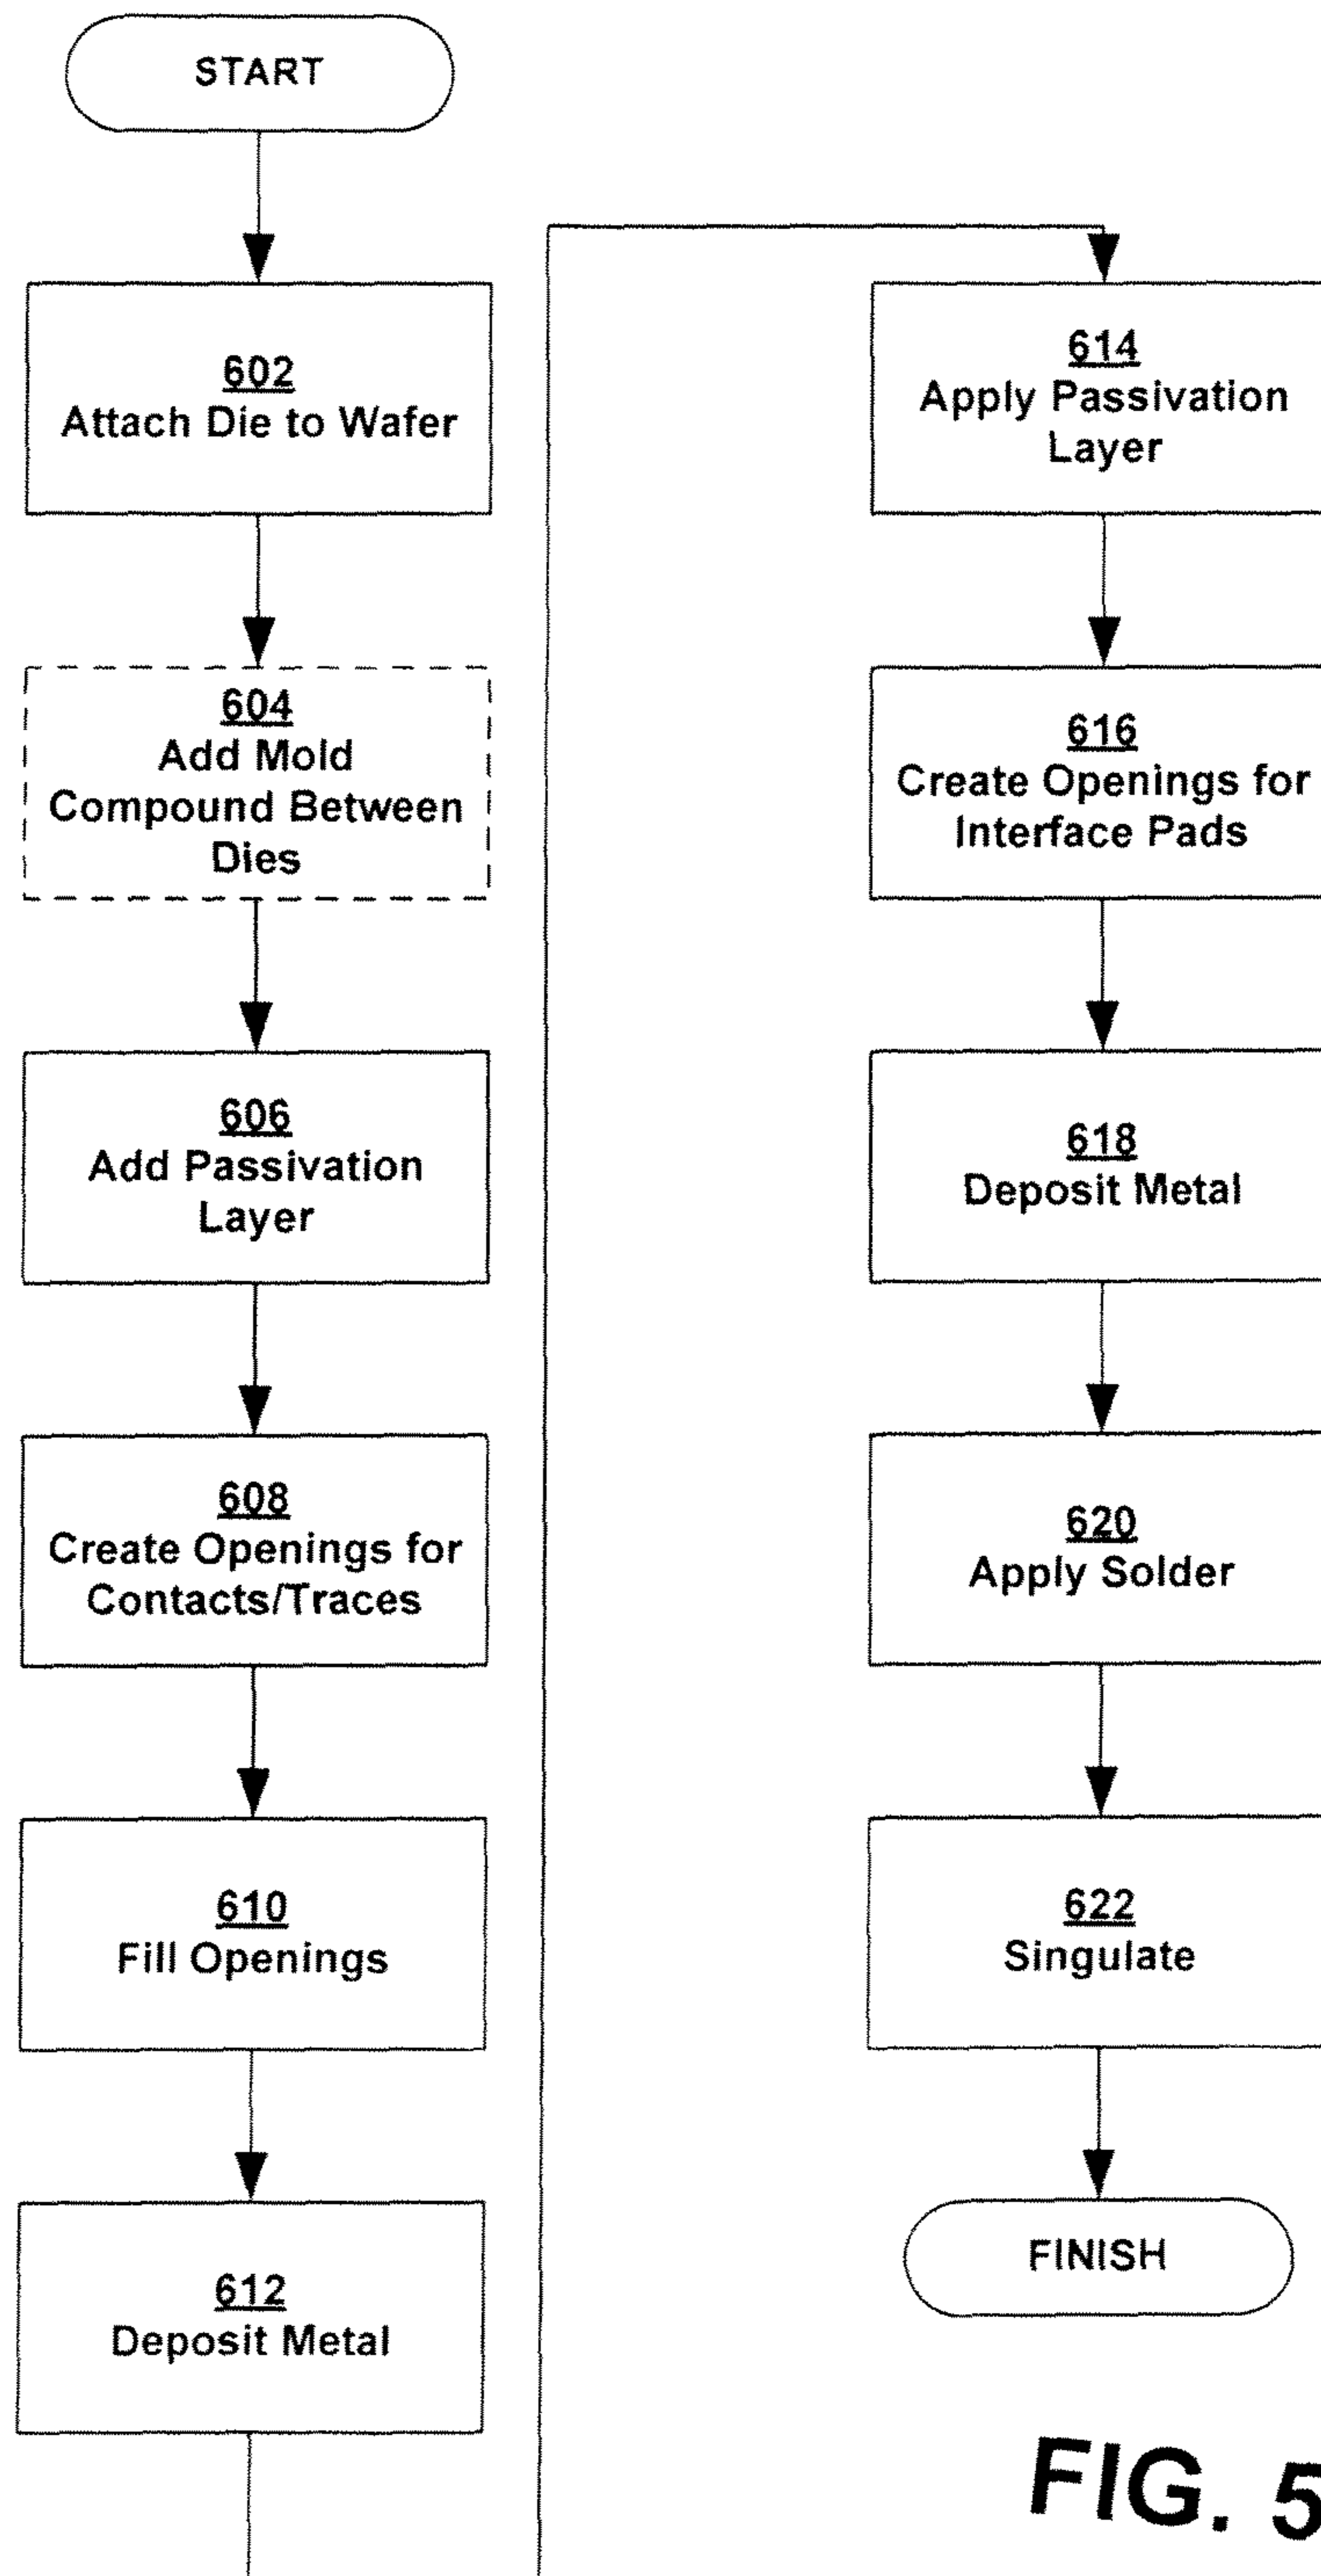 START
602
Attach Die to Wafer
604
Add Mold
Compound Between
Dies
606
Add Passivation
Layer
608
Create Openings for
Contacts/Traces
610
Fill Openings
612
Deposit Metal
614
Apply Passivation
Layer
616
Create Openings for
Interface Pads
618
Deposit Metal
620
Apply Solder
622
Singulate
FINISH
FIG. 5